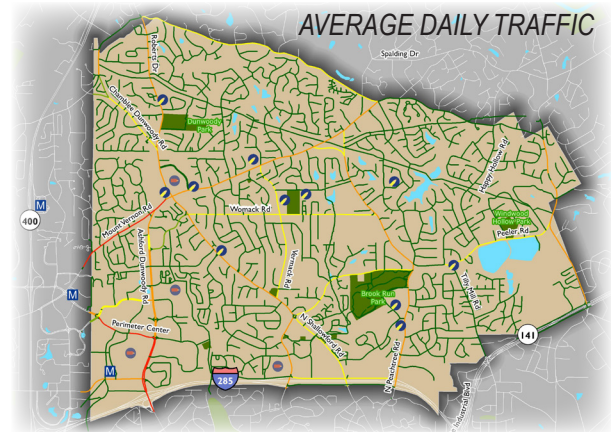 AVERAGE DAILY TRAFFIC
Spalding Dr.
Roberts Dr
Chamblee Dunwoody Rd
Dunwoody
Park
Happy Hollow Rd
Windwood
Hollow Park
Womack Rd
Mount Vernon Rd
M
400
Peeler Rd
Ashford Dunwoody Rd
Vermack Rd
Tilly Mill Rd
M
Brook Run
Park
Perimeter Center
N Shallowford Rd
N Peachtree Rd
141
M
285
Industrial Blvd